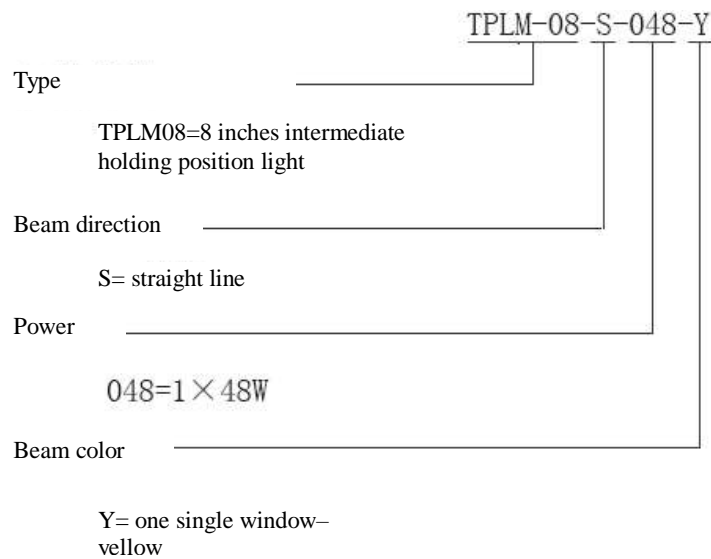 TPLM-08-S-048-Y
Type
TPLM08=8 inches intermediate
holding position light
Beam direction
S= straight line
Power
048=1×48W
Beam color
Y= one single window–
yellow